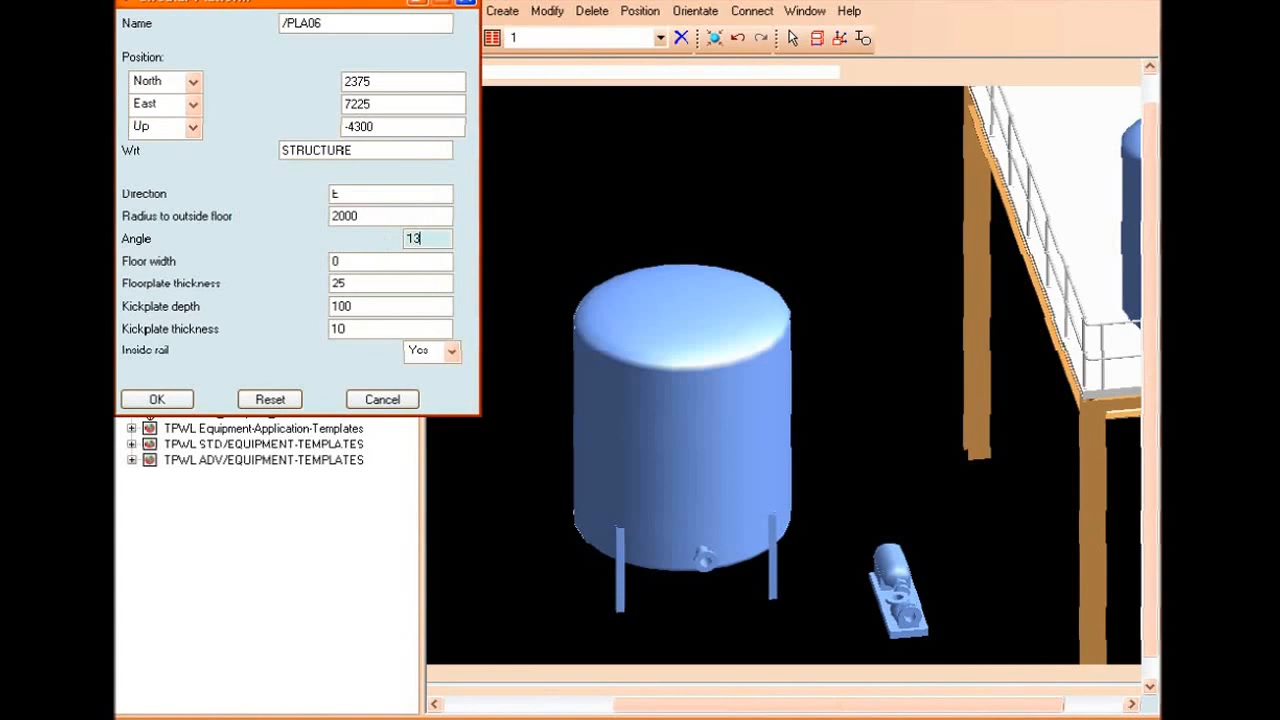 Create Modify Delete Position Orientate Connect Window Help
Name /PLA06
1
Position:
North 2375
East 7225
Up -4300
Wrt STRUCTURE
Direction E
Radius to outside floor 2000
Angle 13
Floor width 0
Floorplate thickness 25
Kickplate depth 100
Kickplate thickness 10
Inside rail Yes
OK Reset Cancel
TPWL Equipment-Application-Templates
TPWL STD/EQUIPMENT-TEMPLATES
TPWL ADV/EQUIPMENT-TEMPLATES